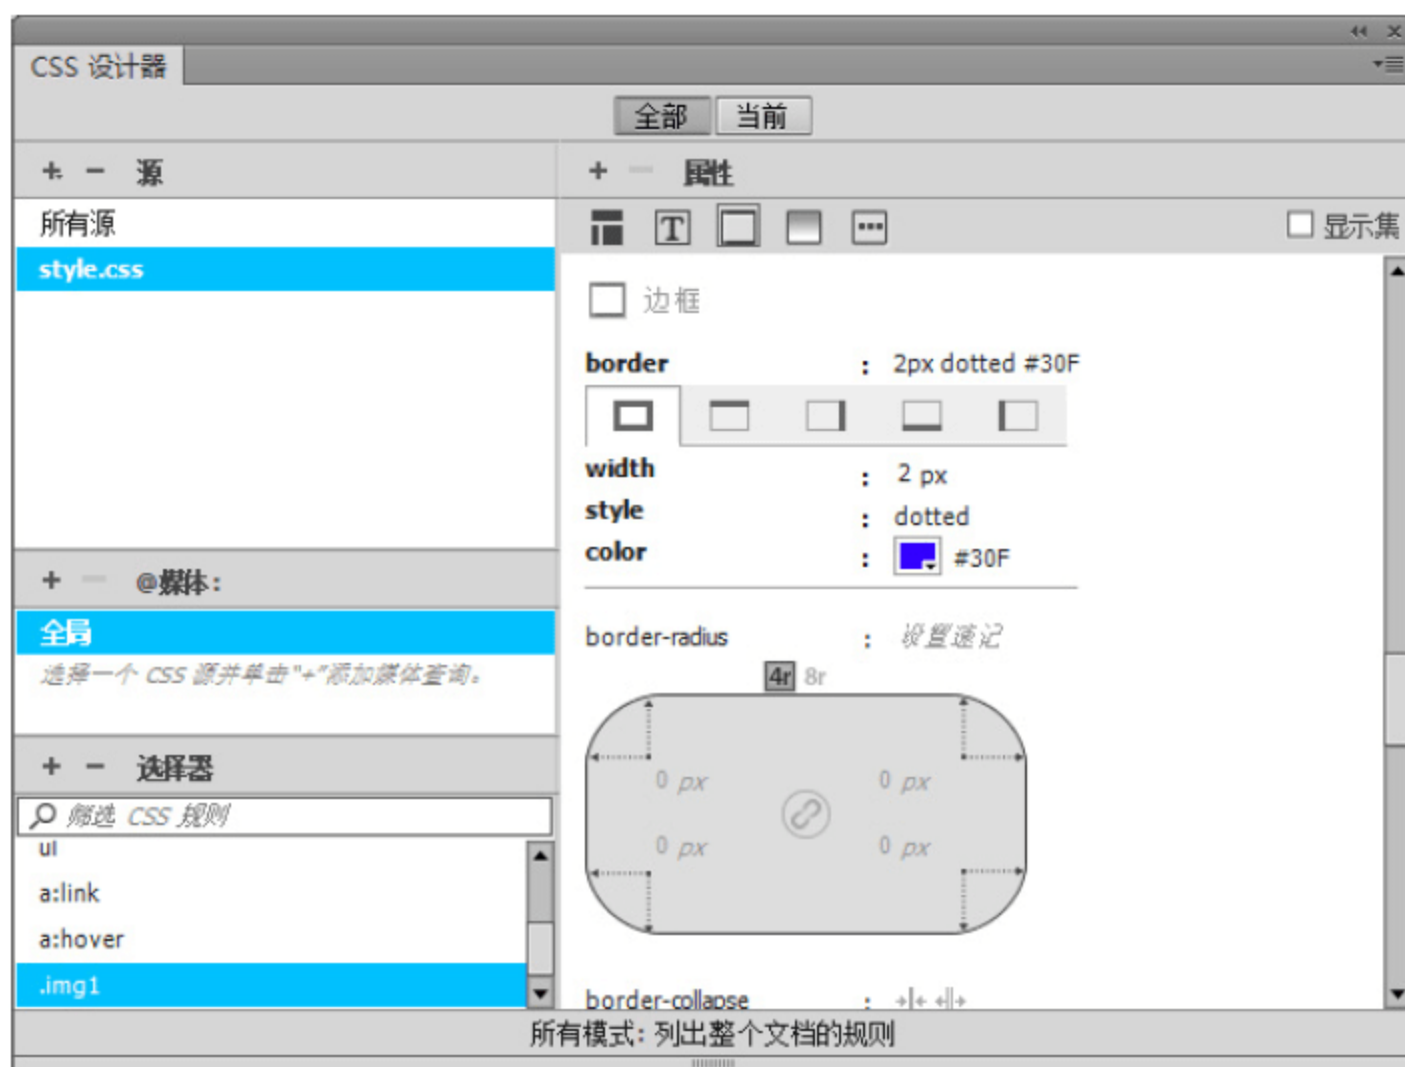 CSS 设计器
全部 当前
源
所有源
style.css
@媒体:
全局
选择一个 CSS 源并单击"+"添加媒体查询。
选择器
筛选 CSS 规则
ul
a:link
a:hover
.img1
属性
显示集
边框
border : 2px dotted #30F
width : 2 px
style : dotted
color : #30F
border-radius : 设置速记
4r 8r
0 px 0 px
0 px 0 px
border-collapse :
所有模式: 列出整个文档的规则